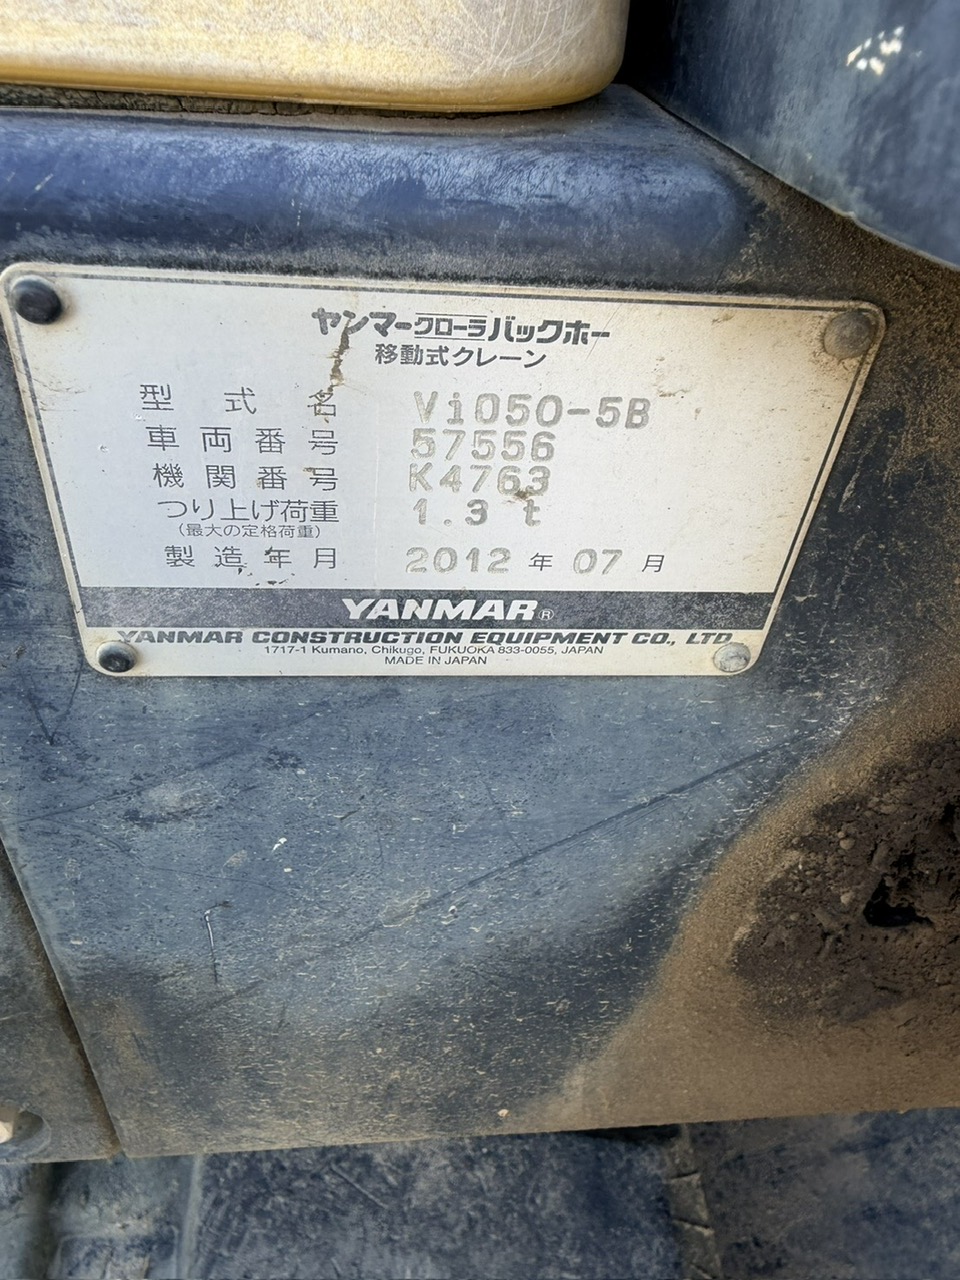 ヤンマークローラバックホー
移動式クレーン
型式名 Vi050-5B
車両番号 57556
機関番号 K4763
つり上げ荷重 1.3 t
(最大の定格荷重)
製造年月 2012 年 07 月
YANMAR®
YANMAR CONSTRUCTION EQUIPMENT CO., LTD.
1717-1 Kumano, Chikugo, FUKUOKA 833-0055, JAPAN
MADE IN JAPAN